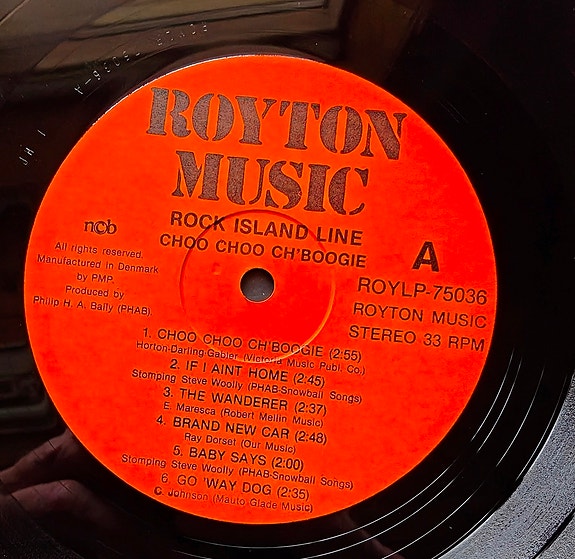 ROYTON
MUSIC
ROCK ISLAND LINE
CHOO CHOO CH'BOOGIE
A
ncb
All rights reserved.
Manufactured in Denmark
by PMP.
Produced by
Philip H. A. Bally (PHAB).
ROYLP-75036
ROYTON MUSIC
STEREO 33 RPM
1. CHOO CHOO CH'BOOGIE (2:55)
Horton-Darling-Gabler (Victoria Music Publ. Co.)
2. IF I AINT HOME (2:45)
Stomping Steve Woolly (PHAB-Snowball Songs)
3. THE WANDERER (2:37)
E. Maresca (Robert Mellin Music)
4. BRAND NEW CAR (2:48)
Ray Dorset (Our Music)
5. BABY SAYS (2:00)
Stomping Steve Woolly (PHAB-Snowball Songs)
6. GO 'WAY DOG (2:35)
C. Johnson (Mauto-Glade Music)